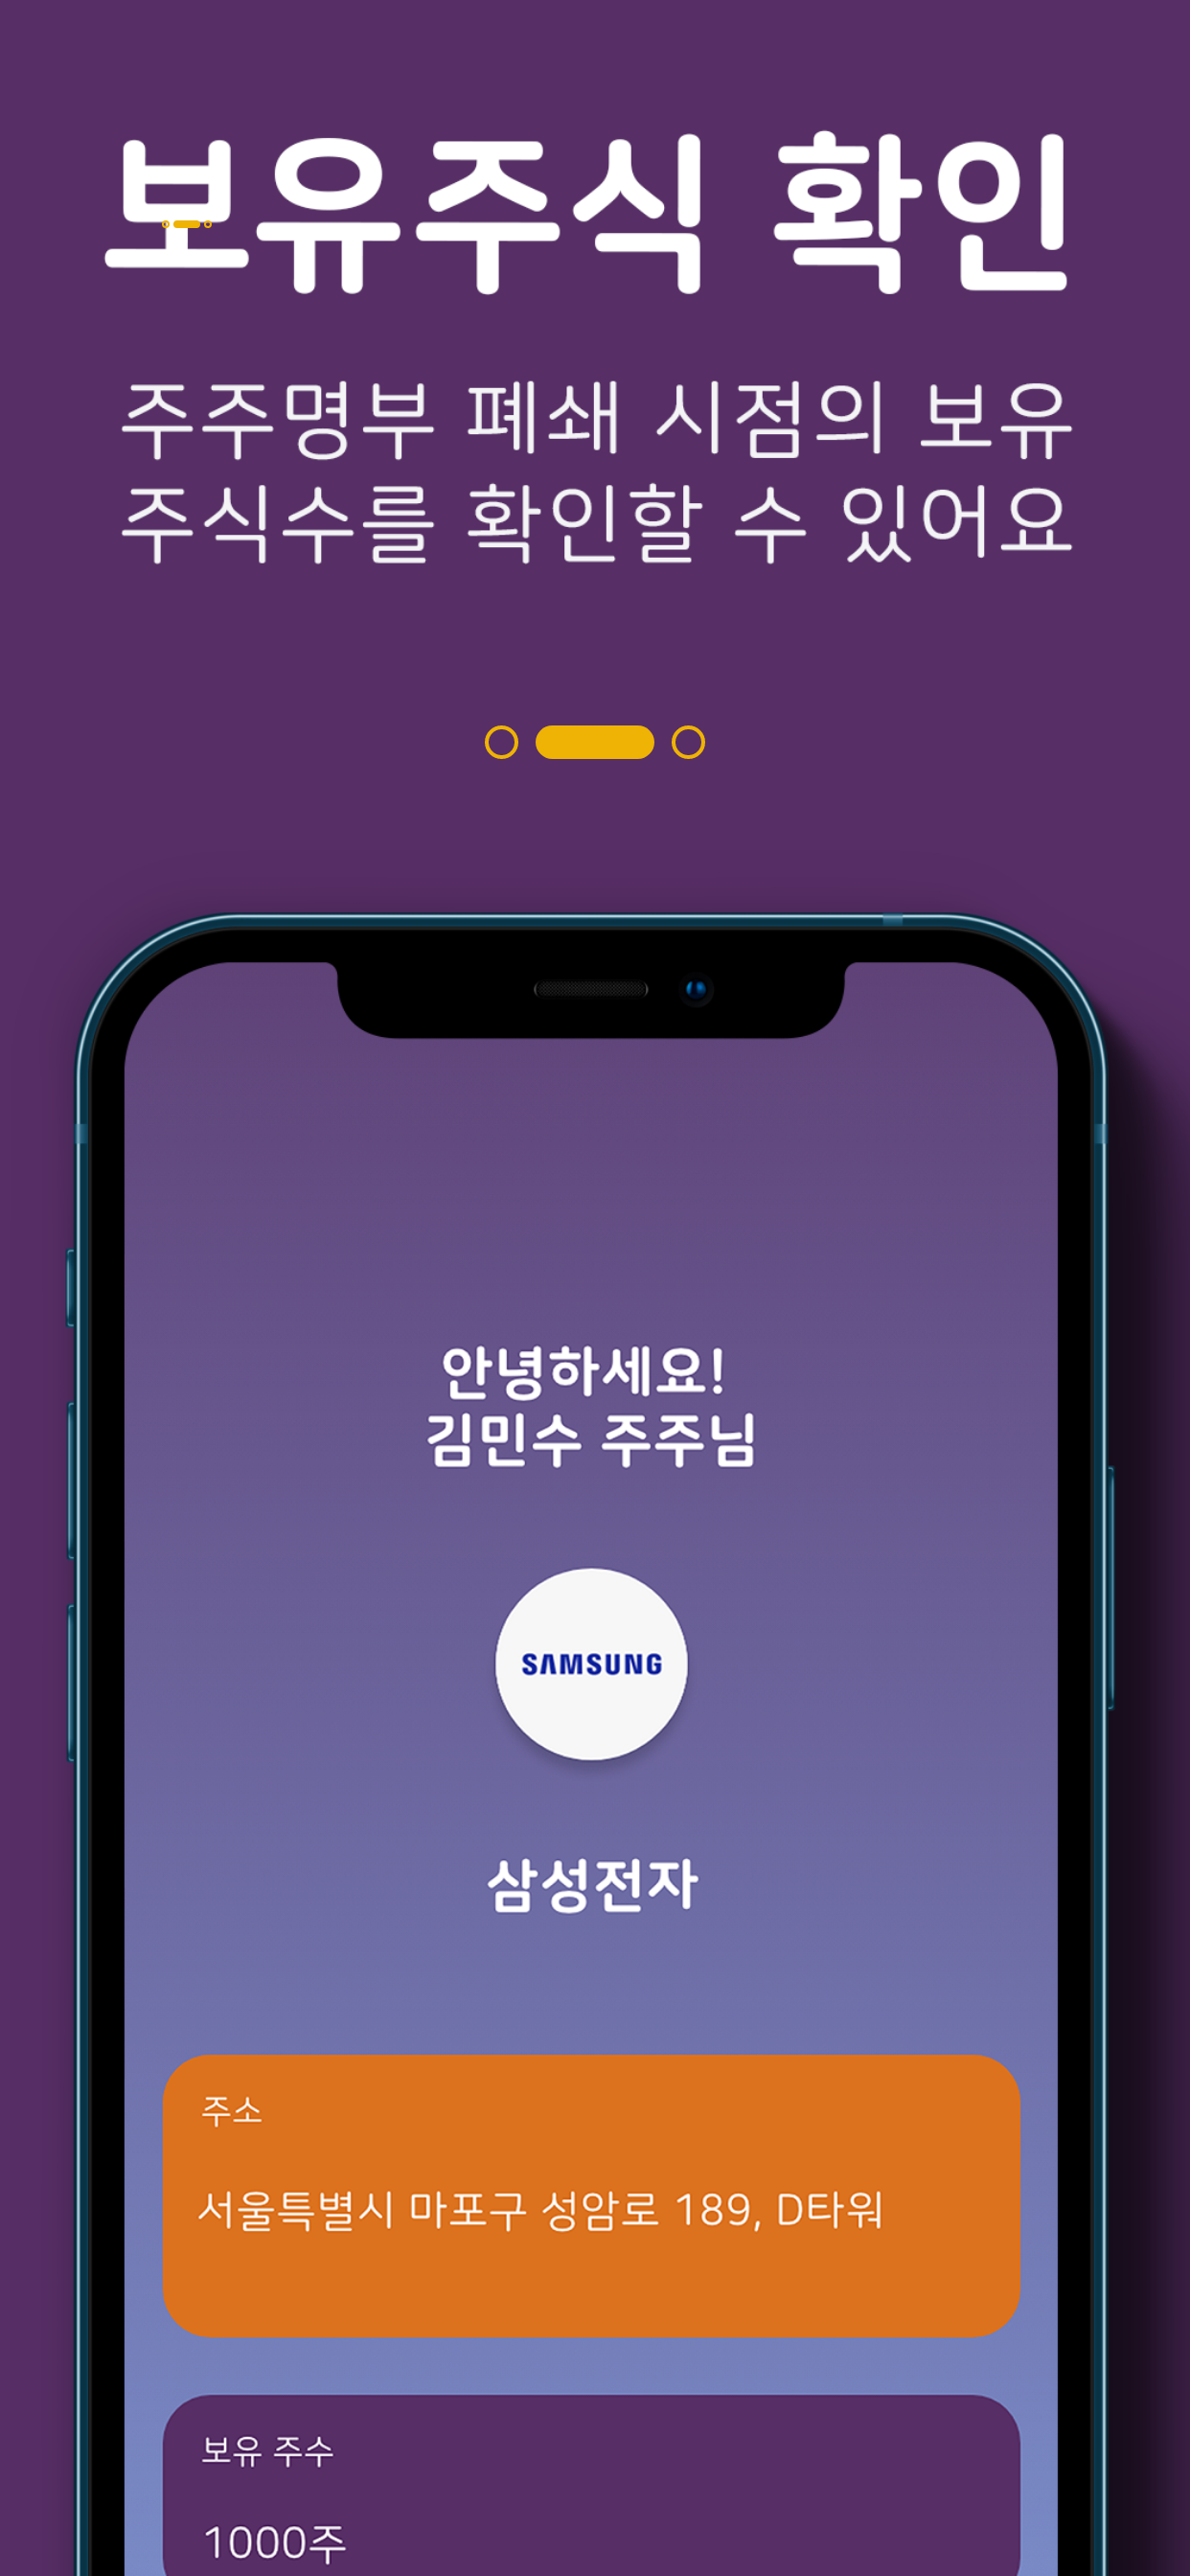 보유주식 확인
주주명부 폐쇄 시점의 보유
주식수를 확인할 수 있어요
안녕하세요!
김민수 주주님
SAMSUNG
삼성전자
주소
서울특별시 마포구 성암로 189, D타워
보유 주수
1000주